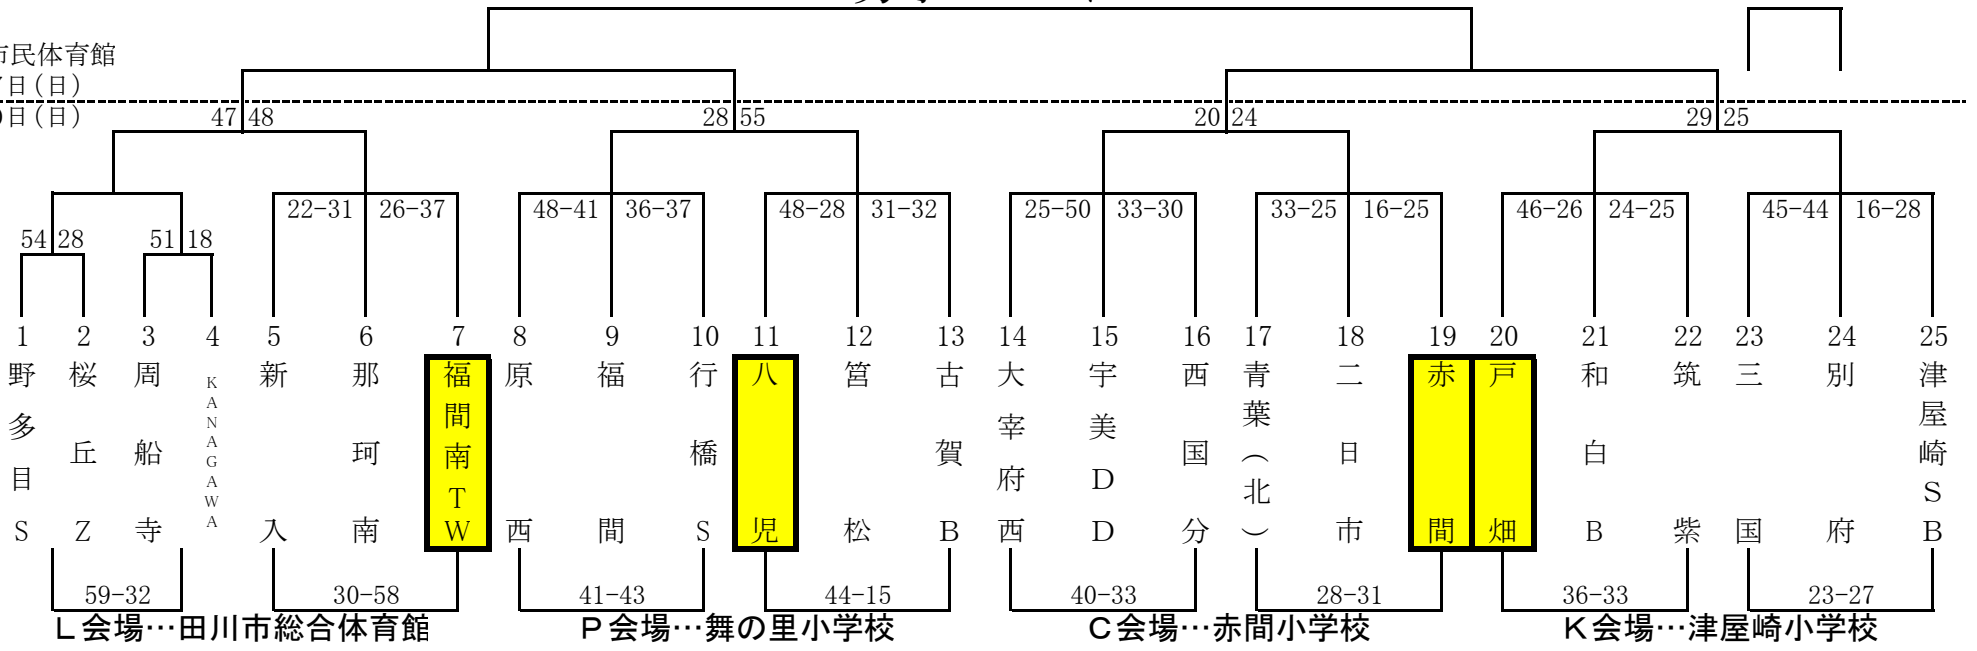 市民体育館
7日(日)
日(日)
47 48
28 55
20 24
29 25
22-31 26-37
48-41 36-37
48-28 31-32
25-50 33-30
33-25 16-25
46-26 24-25
45-44 16-28
54 28
51 18
1 2 3 4 5 6 7 8 9 10 11 12 13 14 15 16 17 18 19 20 21 22 23 24 25
野多目S
桜丘Z
周船寺
KANAGAWA
新入
那珂南
福間南TW
原西
福間
行橋S
八児
筥松
古賀B
大宰府西
宇美DD
西国分
青葉(北)
二日市
赤間
戸畑
和白B
筑紫
三国
別府
津屋崎SB
59-32
30-58
41-43
44-15
40-33
28-31
36-33
23-27
L会場…田川市総合体育館
P会場…舞の里小学校
C会場…赤間小学校
K会場…津屋崎小学校